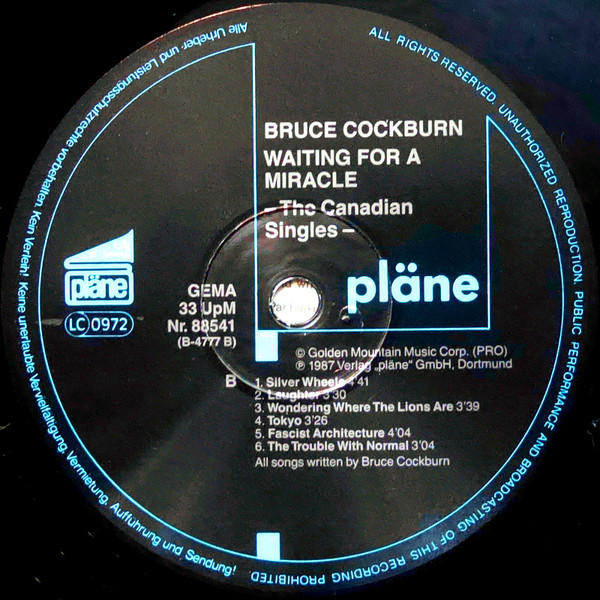 Alle Urheber und Leistungsschutzrechte vorbehalten. Kein Verleih! Keine unerlaubte Vervielfältigung, Vermietung, Aufführung und Sendung!
ALL RIGHTS RESERVED. UNAUTHORIZED REPRODUCTION. PUBLIC PERFORMANCE AND BROADCASTING OF THIS RECORDING PROHIBITED.
BRUCE COCKBURN
WAITING FOR A
MIRACLE
– The Canadian
Singles –
pläne
pläne
LC 0972
GEMA
33 UpM
Nr. 88541
(B-4777 B)
© Golden Mountain Music Corp. (PRO)
℗ 1987 Verlag „pläne“ GmbH, Dortmund
B
1. Silver Wheels 4'41
2. Laughter 3'30
3. Wondering Where The Lions Are 3'39
4. Tokyo 3'26
5. Fascist Architecture 4'04
6. The Trouble With Normal 3'04
All songs written by Bruce Cockburn